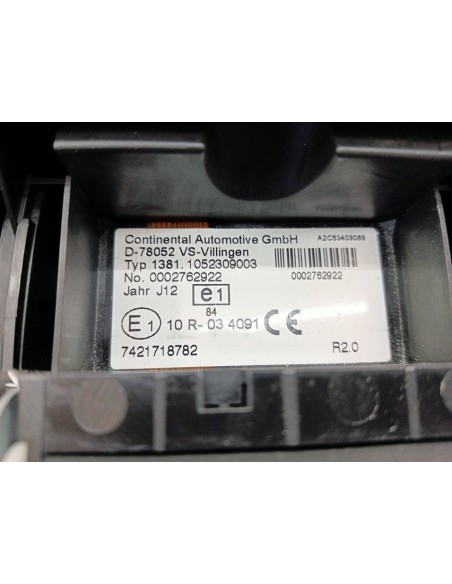 Continental Automotive GmbH A2C53409089
D-78052 VS-Villingen
Typ 1381. 1052309003
No. 0002762922 0002762922
Jahr J12 e1
84
E1 10 R- 03 4091 CE
7421718782 R2.0